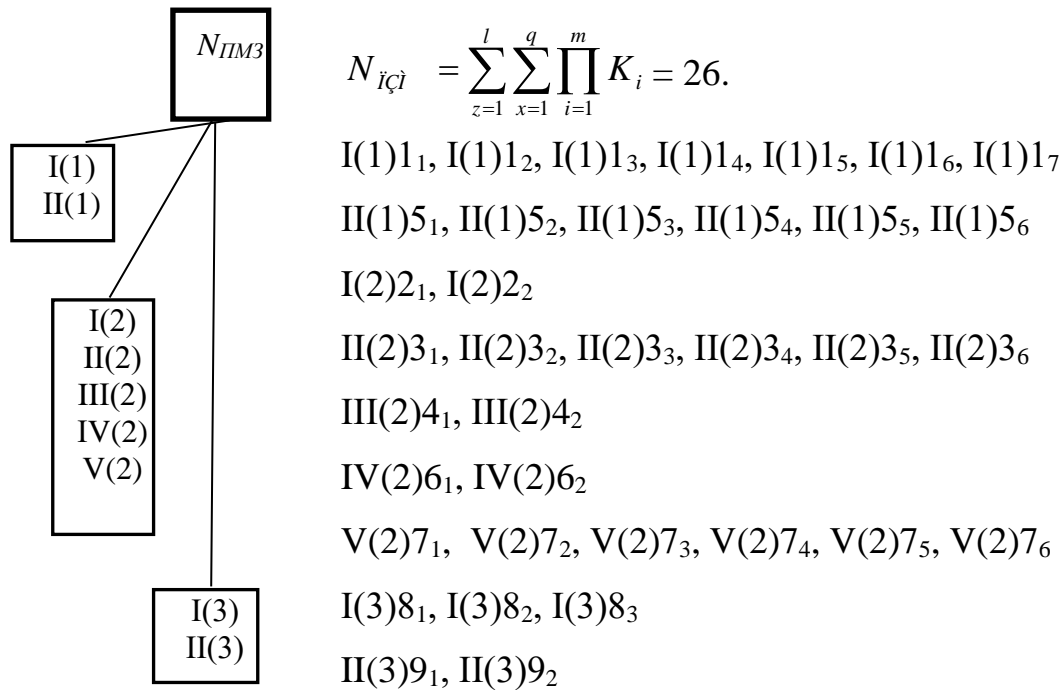 N_ПМЗ
N_ЇÇÌ = \sum_{z=1}^{l} \sum_{x=1}^{q} \prod_{i=1}^{m} K_i = 26.
I(1)
II(1)
I(2)
II(2)
III(2)
IV(2)
V(2)
I(3)
II(3)
I(1)1₁, I(1)1₂, I(1)1₃, I(1)1₄, I(1)1₅, I(1)1₆, I(1)1₇
II(1)5₁, II(1)5₂, II(1)5₃, II(1)5₄, II(1)5₅, II(1)5₆
I(2)2₁, I(2)2₂
II(2)3₁, II(2)3₂, II(2)3₃, II(2)3₄, II(2)3₅, II(2)3₆
III(2)4₁, III(2)4₂
IV(2)6₁, IV(2)6₂
V(2)7₁, V(2)7₂, V(2)7₃, V(2)7₄, V(2)7₅, V(2)7₆
I(3)8₁, I(3)8₂, I(3)8₃
II(3)9₁, II(3)9₂